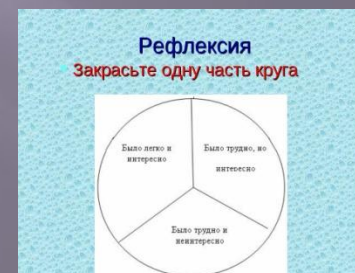 Рефлексия
Закрасьте одну часть круга
Было легко и
интересно
Было трудно, но
интересно
Было трудно и
неинтересно